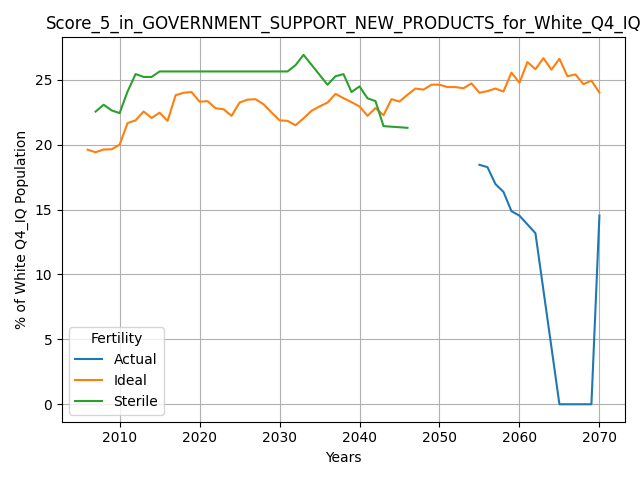 Score_5_in_GOVERNMENT_SUPPORT_NEW_PRODUCTS_for_White_Q4_IQ
% of White Q4_IQ Population
25
20
15
10
5
0
Fertility
Actual
Ideal
Sterile
2010 2020 2030 2040 2050 2060 2070
Years